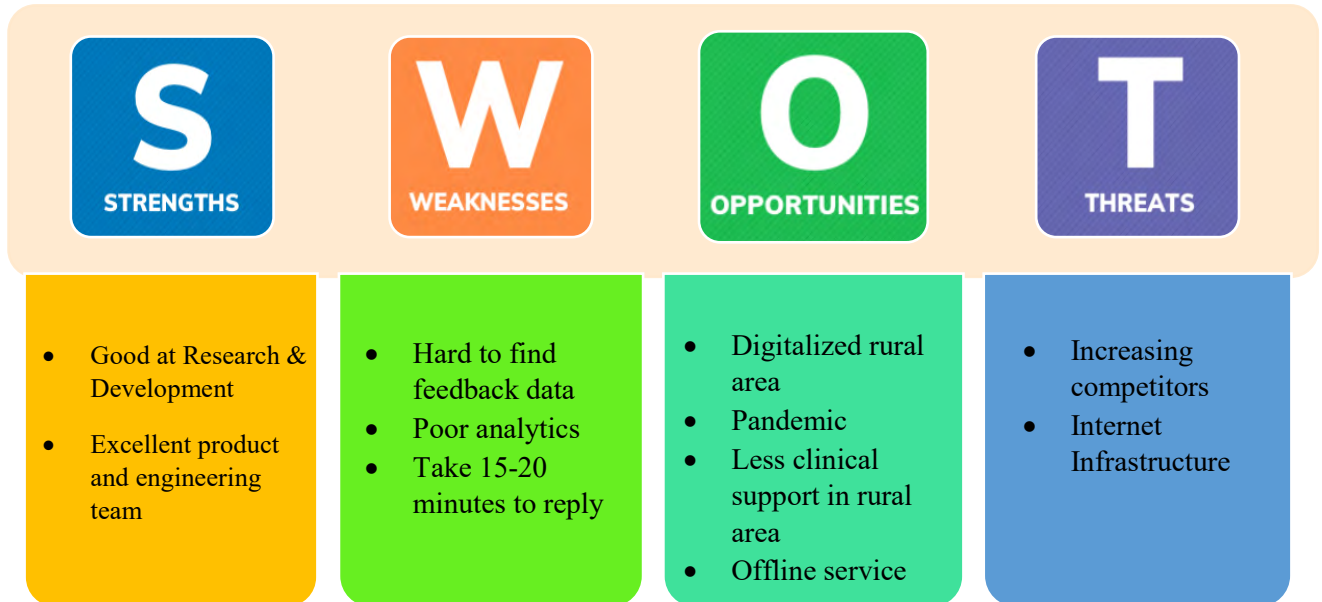 S
STRENGTHS
W
WEAKNESSES
O
OPPORTUNITIES
T
THREATS
• Good at Research &
Development
• Excellent product
and engineering
team
• Hard to find
feedback data
• Poor analytics
• Take 15-20
minutes to reply
• Digitalized rural
area
• Pandemic
• Less clinical
support in rural
area
• Offline service
• Increasing
competitors
• Internet
Infrastructure